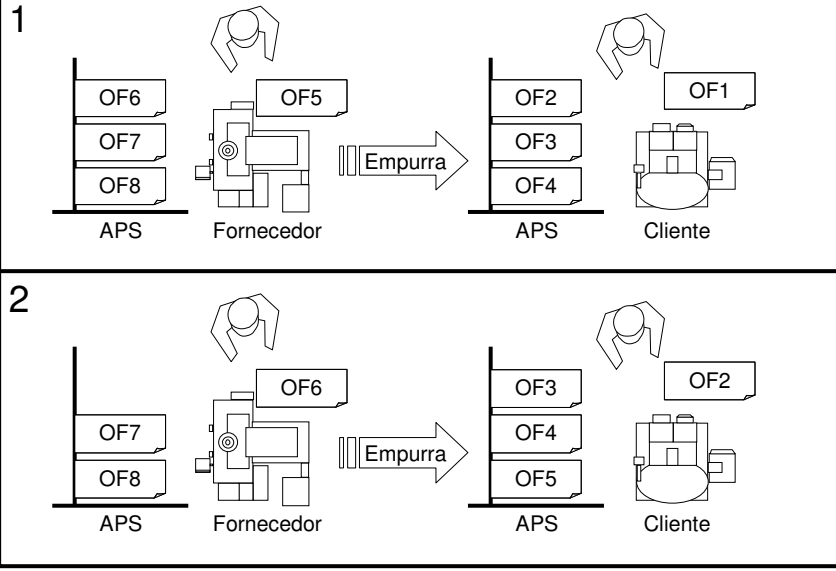 1
OF6
OF5
OF2
OF1
OF7
Empurra
OF3
OF8
OF4
APS
Fornecedor
APS
Cliente
2
OF6
OF3
OF2
OF7
Empurra
OF4
OF8
OF5
APS
Fornecedor
APS
Cliente